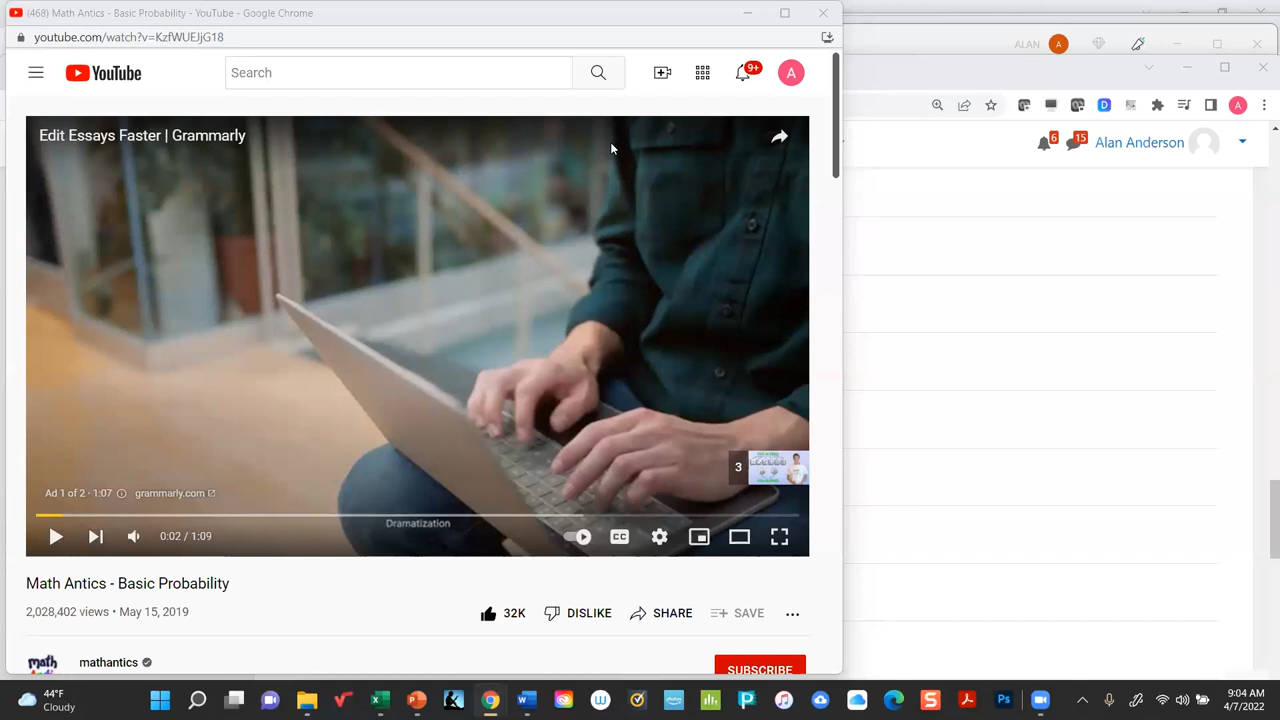 (468) Math Antics - Basic Probability - YouTube - Google Chrome
youtube.com/watch?v=KzfWUEJjG18
ALAN A
YouTube
Search
9+
A
D
A
6
15
Alan Anderson
Edit Essays Faster | Grammarly
3
Ad 1 of 2 · 1:07
grammarly.com
Dramatization
0:02 / 1:09
CC
Math Antics - Basic Probability
2,028,402 views • May 15, 2019
32K
DISLIKE
SHARE
SAVE
math
mathantics
SUBSCRIBE
44°F
Cloudy
9:04 AM
4/7/2022